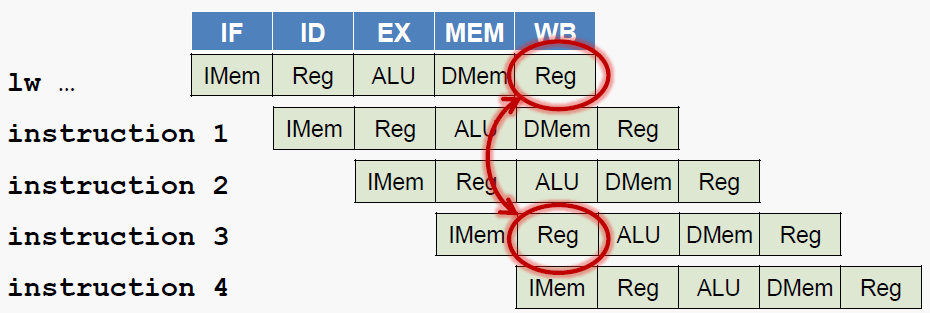 IF ID EX MEM WB
lw … IMem Reg ALU DMem Reg
instruction 1 IMem Reg ALU DMem Reg
instruction 2 IMem Reg ALU DMem Reg
instruction 3 IMem Reg ALU DMem Reg
instruction 4 IMem Reg ALU DMem Reg